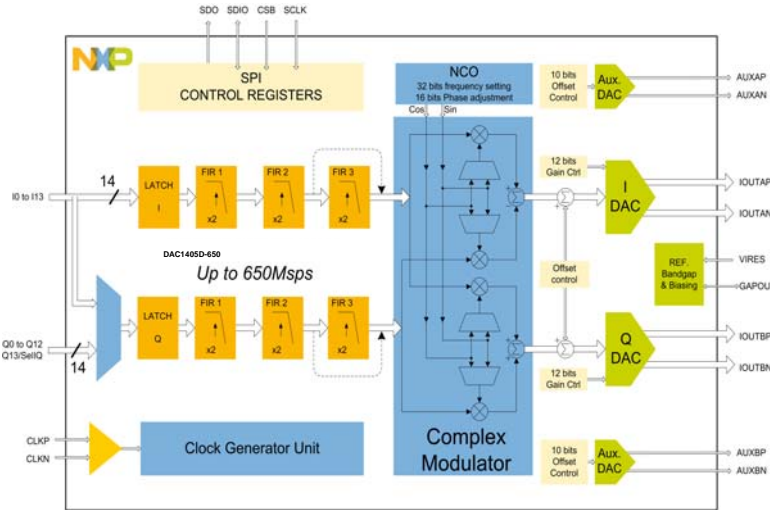 SDO SDIO CSB SCLK
NXP
SPI
CONTROL REGISTERS
NCO
32 bits frequency setting
16 bits Phase adjustment
Cos Sin
10 bits
Offset
Control
Aux.
DAC
AUXAP
AUXAN
I0 to I13
14
LATCH
I
FIR 1
x2
FIR 2
x2
FIR 3
x2
12 bits
Gain Ctrl
I
DAC
IOUTAP
IOUTAN
DAC1405D-650
Up to 650Msps
Offset
control
REF.
Bandgap
& Biasing
VIRES
GAPOU
Q0 to Q12
Q13/SelIQ
14
LATCH
Q
FIR 1
x2
FIR 2
x2
FIR 3
x2
12 bits
Gain Ctrl
Q
DAC
IOUTBP
IOUTBN
CLKP
CLKN
Clock Generator Unit
Complex
Modulator
10 bits
Offset
Control
Aux.
DAC
AUXBP
AUXBN